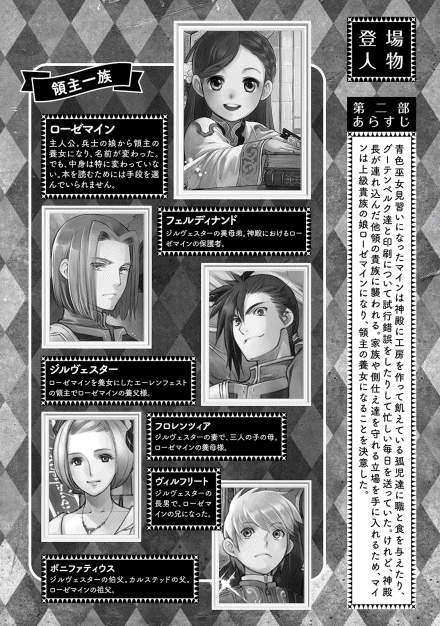 登場
人物
第二部
あらすじ
青色巫女見習いになったマインは神殿に工房を作って飢えている孤児達に職と食を与えたり、
グーテンベルク達と印刷について試行錯誤をしたりして忙しい毎日を送っていた。けれど、神殿
長が連れ込んだ他領の貴族に襲われる。家族や側仕え達を守れる立場を手に入れるため、マイ
ンは上級貴族の娘ローゼマインになり、領主の養女になることを決意した。
領主一族
ローゼマイン
主人公。兵士の娘から領主の
養女になり、名前が変わった。
でも、中身は特に変わっていな
い。本を読むためには手段を選
んでいられません。
フェルディナンド
ジルヴェスターの異母弟。神殿におけるロー
ゼマインの保護者。
ジルヴェスター
ローゼマインを養女にしたエーレンフェスト
の領主でローゼマインの養父様。
フロレンツィア
ジルヴェスターの妻で、三人の子の母。
ローゼマインの養母様。
ヴィルフリート
ジルヴェスターの
長男で、ローゼマ
インの兄になった。
ボニファティウス
ジルヴェスターの伯父。カルステッドの父。
ローゼマインの祖父。